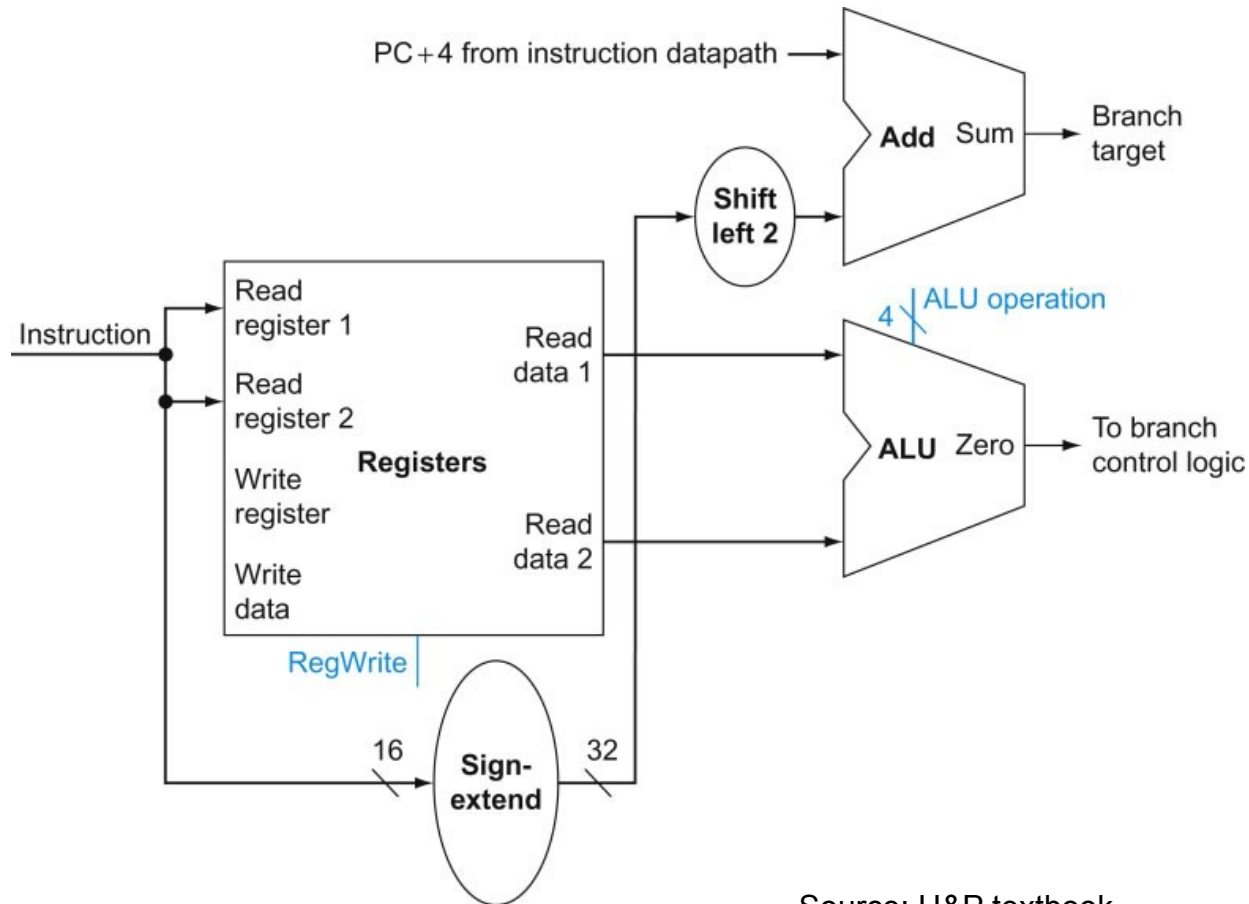 PC+4 from instruction datapath
Add Sum
Branch
target
Shift
left 2
Instruction
Read
register 1
Read
register 2
Write
register
Write
data
Registers
Read
data 1
Read
data 2
RegWrite
4
ALU operation
ALU Zero
To branch
control logic
16
Sign-
extend
32